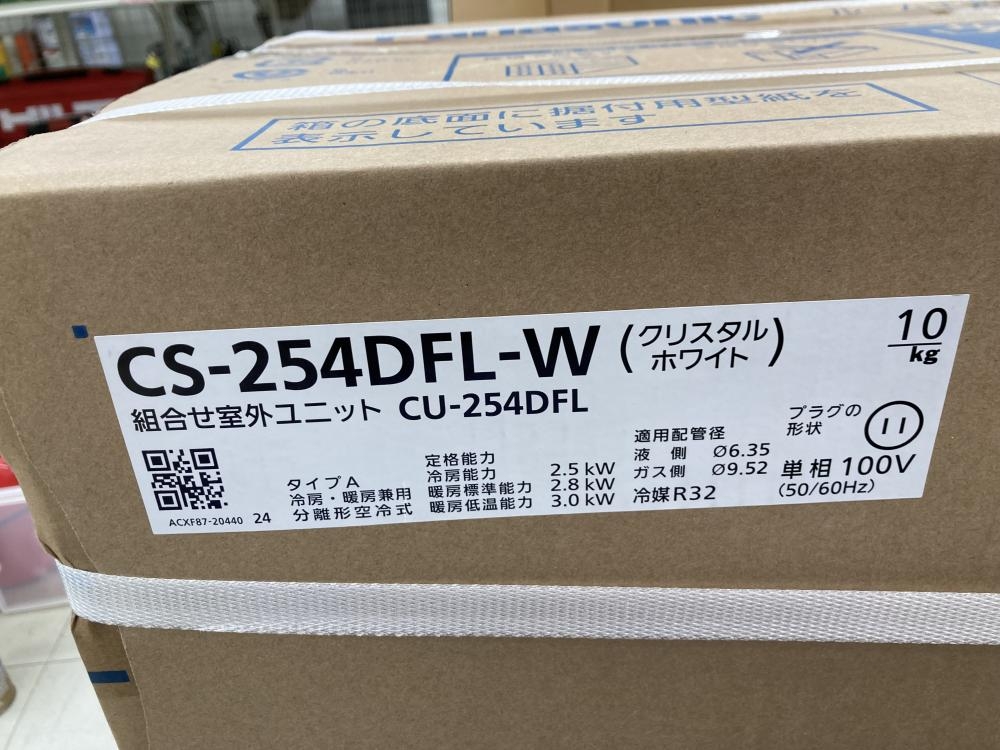 Panasonic
箱の底面に据付用型紙を
表示しています
HILTI
CS-254DFL-W (クリスタル
ホワイト)
10
kg
組合せ室外ユニット CU-254DFL
タイプA
冷房・暖房兼用
分離形空冷式
定格能力
冷房能力 2.5 kW
暖房標準能力 2.8 kW
暖房低温能力 3.0 kW
適用配管径
液 側 Ø6.35
ガス側 Ø9.52
冷媒R32
プラグの
形状
単相 100V
(50/60Hz)
ACXF87-20440 24